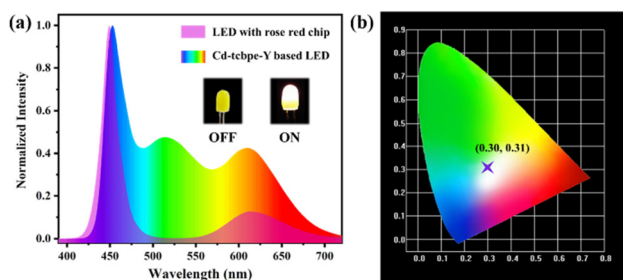 (a)
LED with rose red chip
Cd-tcbpe-Y based LED
OFF ON
Normalized Intensity
1.0
0.8
0.6
0.4
0.2
0.0
400 450 500 550 600 650 700
Wavelength (nm)
(b)
0.9
0.8
0.7
0.6
0.5
0.4
0.3
0.2
0.1
0.0
(0.30, 0.31)
0.0 0.1 0.2 0.3 0.4 0.5 0.6 0.7 0.8